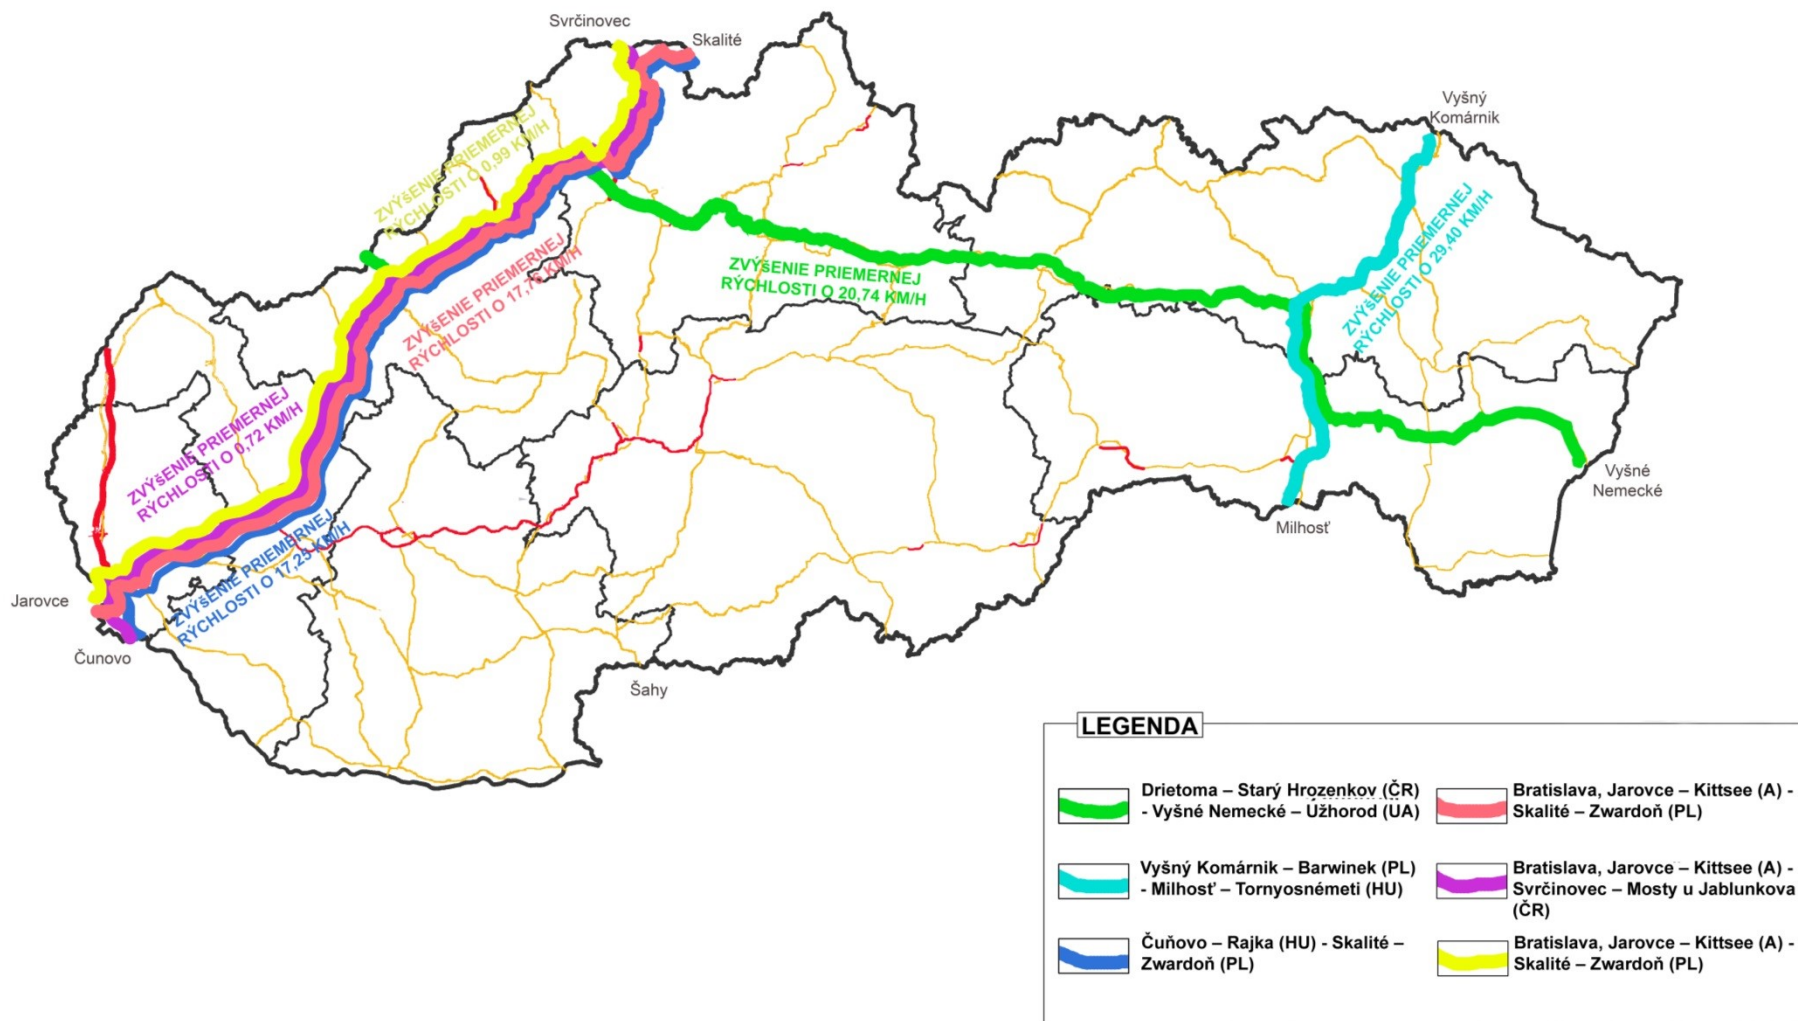 Svrčinovec
Skalité
Vyšný
Komárnik
ZVÝšENIE PRIEMERNEJ
RÝCHLOSTI O 0,99 KM/H
ZVÝšENIE PRIEMERNEJ
RÝCHLOSTI O 17,76 KM/H
ZVÝšENIE PRIEMERNEJ
RÝCHLOSTI O 20,74 KM/H
ZVÝšENIE PRIEMERNEJ
RÝCHLOSTI O 29,40 KM/H
ZVÝšENIE PRIEMERNEJ
RÝCHLOSTI O 0,72 KM/H
ZVÝšENIE PRIEMERNEJ
RÝCHLOSTI O 17,25 KM/H
Vyšné
Nemecké
Milhosť
Jarovce
Čunovo
Šahy
LEGENDA
Drietoma – Starý Hrozenkov (ČR)
- Vyšné Nemecké – Užhorod (UA)
Vyšný Komárnik – Barwinek (PL)
- Milhosť – Tornyosnémeti (HU)
Čuňovo – Rajka (HU) - Skalité –
Zwardoň (PL)
Bratislava, Jarovce – Kittsee (A) -
Skalité – Zwardoň (PL)
Bratislava, Jarovce – Kittsee (A) -
Svrčinovec – Mosty u Jablunkova
(ČR)
Bratislava, Jarovce – Kittsee (A) -
Skalité – Zwardoň (PL)